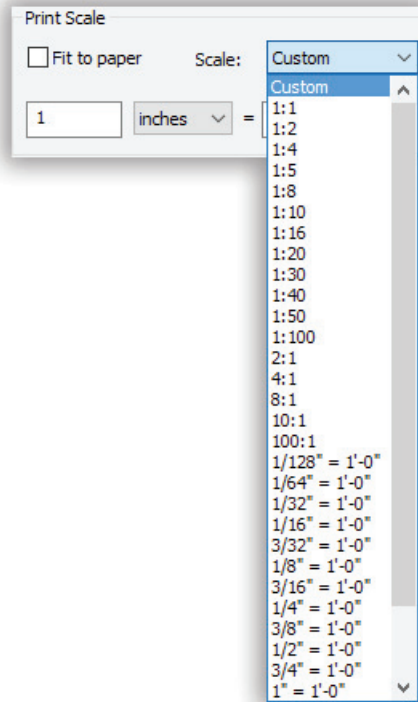 Print Scale
Fit to paper Scale: Custom
Custom
1 inches =
1:1
1:2
1:4
1:5
1:8
1:10
1:16
1:20
1:30
1:40
1:50
1:100
2:1
4:1
8:1
10:1
100:1
1/128" = 1'-0"
1/64" = 1'-0"
1/32" = 1'-0"
1/16" = 1'-0"
3/32" = 1'-0"
1/8" = 1'-0"
3/16" = 1'-0"
1/4" = 1'-0"
3/8" = 1'-0"
1/2" = 1'-0"
3/4" = 1'-0"
1" = 1'-0"